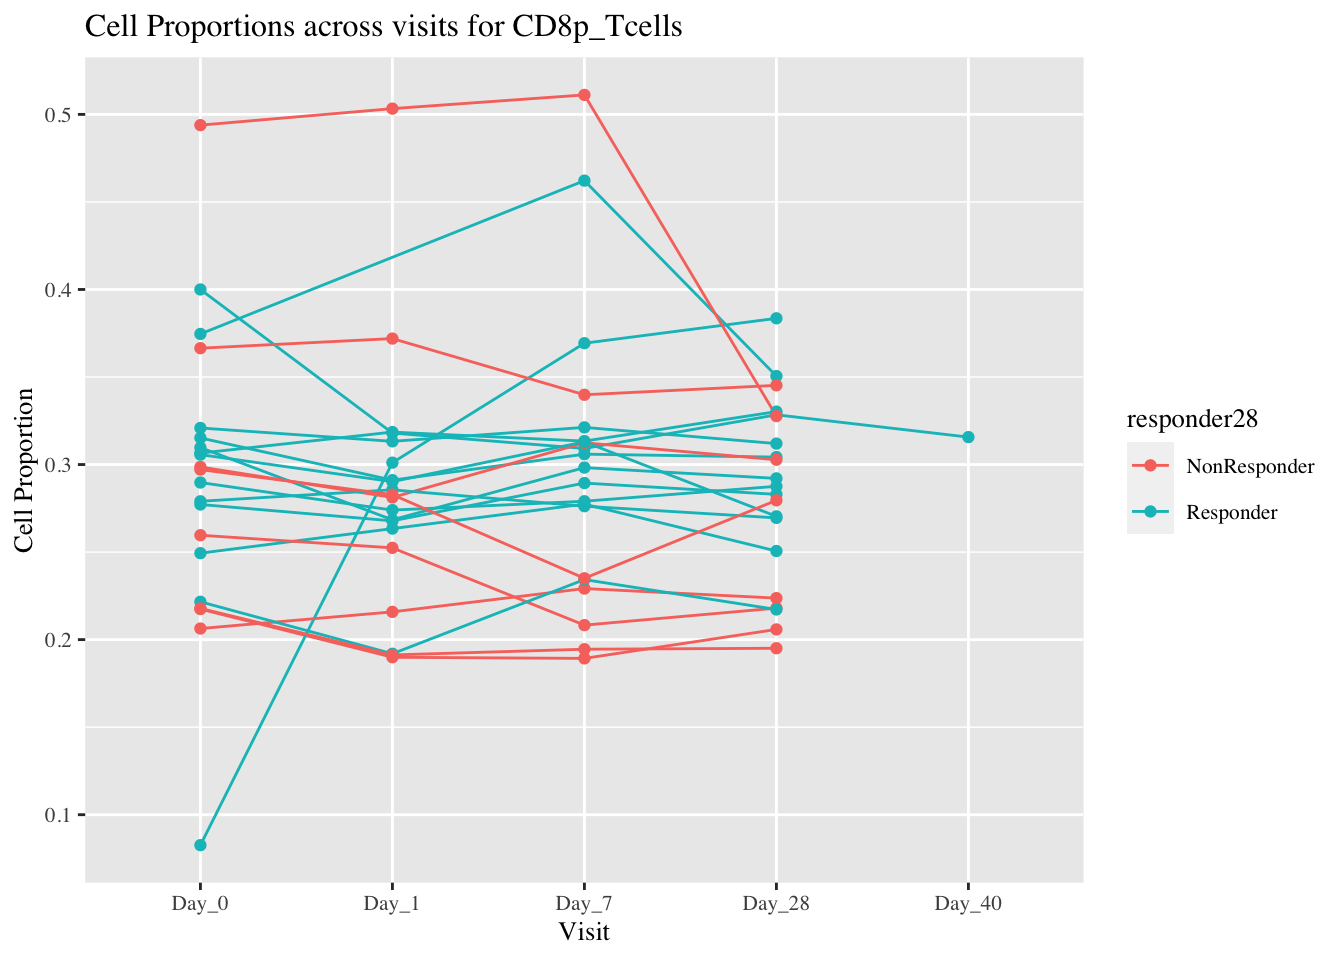 Cell Proportions across visits for CD8p_Tcells
Cell Proportion
0.5
0.4
0.3
0.2
0.1
Day_0 Day_1 Day_7 Day_28 Day_40
Visit
responder28
NonResponder
Responder